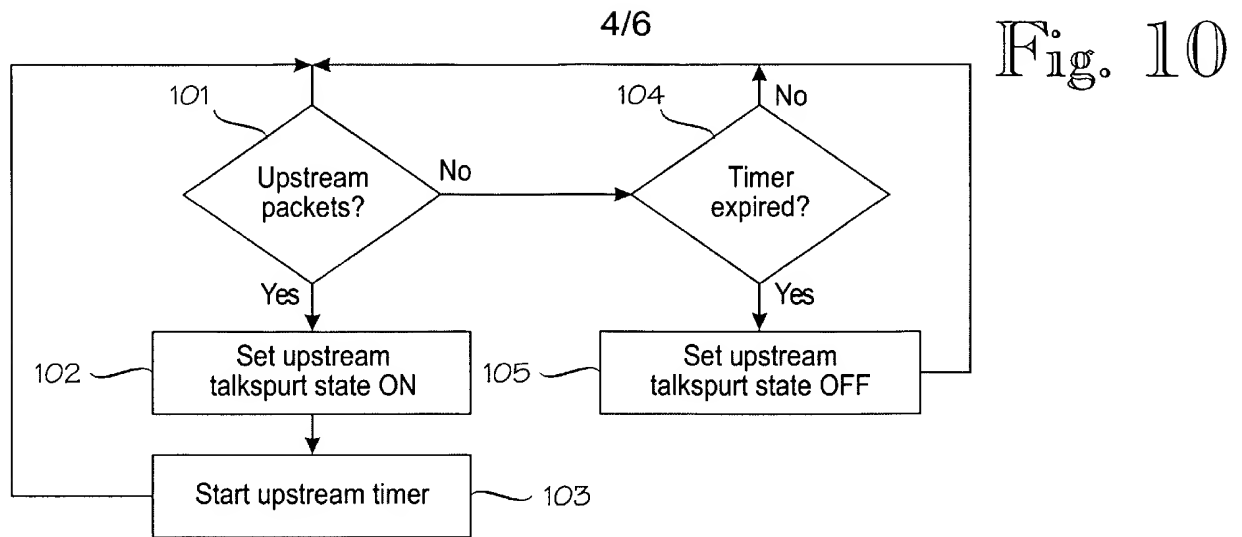 4/6
Fig. 10
101
Upstream
packets?
No
Yes
104
Timer
expired?
No
Yes
102
Set upstream
talkspurt state ON
105
Set upstream
talkspurt state OFF
Start upstream timer
103